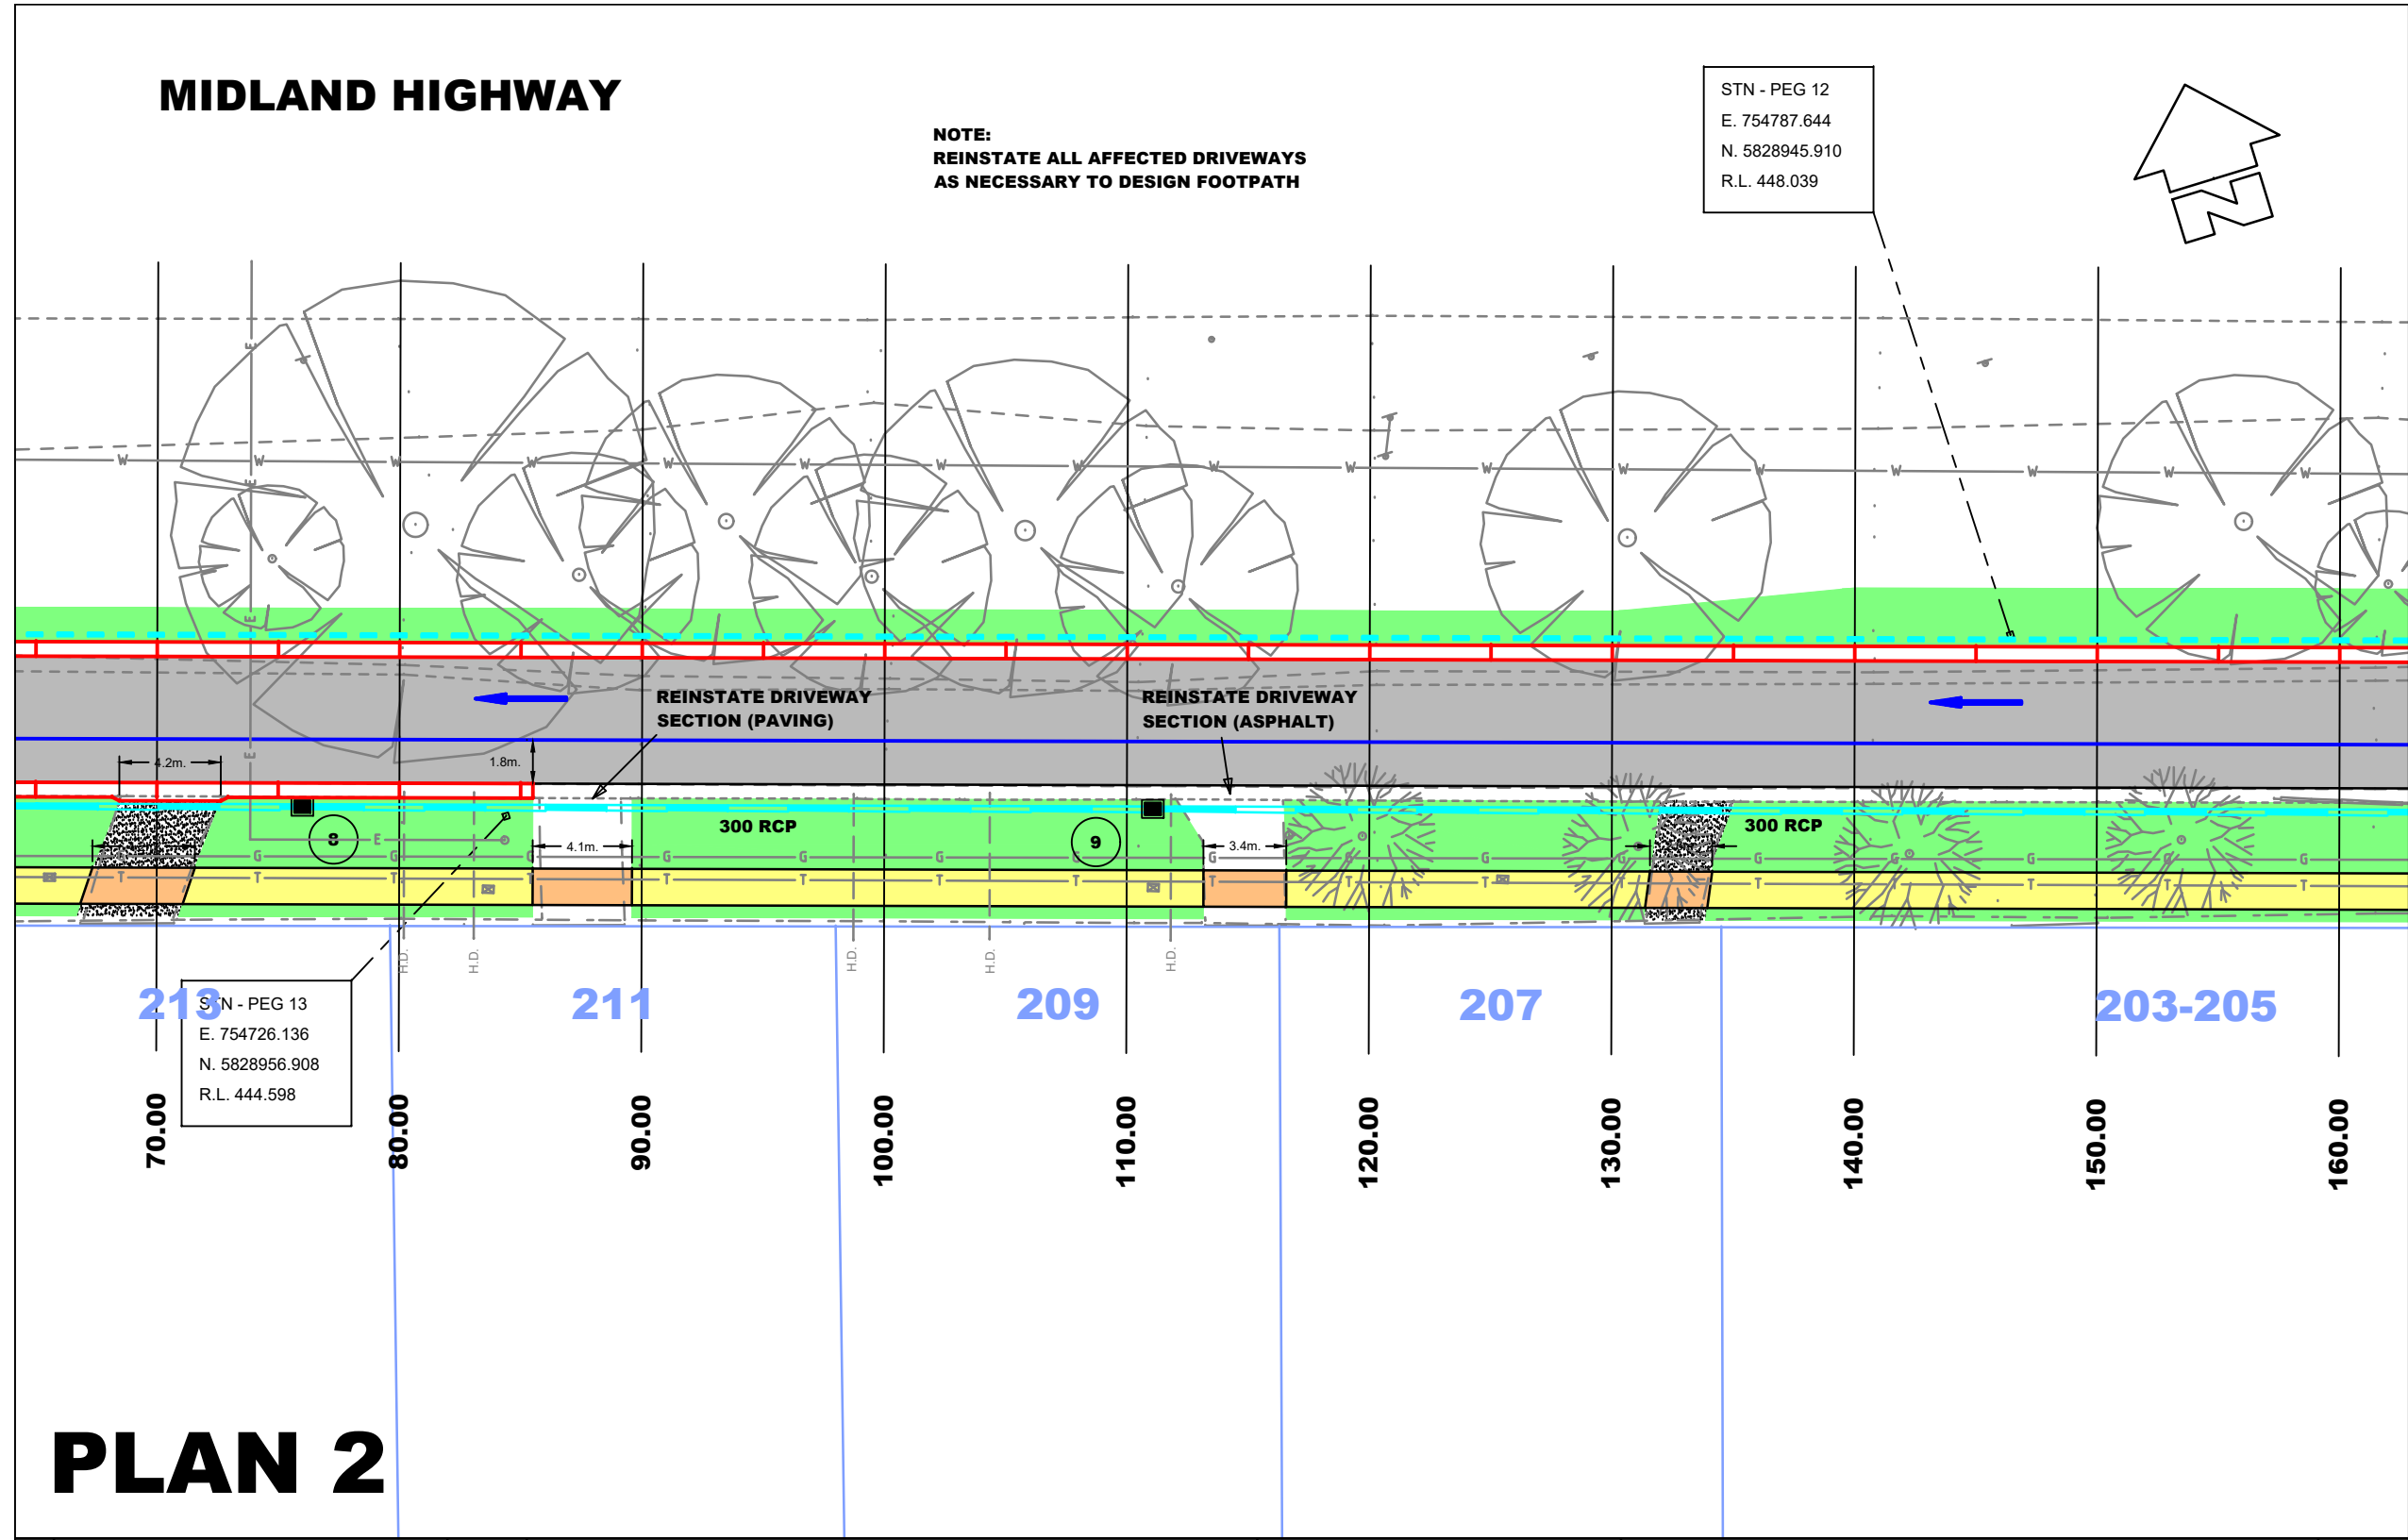 MIDLAND HIGHWAY
NOTE:
REINSTATE ALL AFFECTED DRIVEWAYS
AS NECESSARY TO DESIGN FOOTPATH
STN - PEG 12
E. 754787.644
N. 5828945.910
R.L. 448.039
N
E
E
W W W W W W W W W W W W W W W W W
E
REINSTATE DRIVEWAY
SECTION (PAVING)
REINSTATE DRIVEWAY
SECTION (ASPHALT)
E
4.2m.
1.8m.
300 RCP
300 RCP
8
E
4.1m.
9
3.4m.
G G G G G G G G G G G G G G G G
T T T T T T T T T T T T T T T T T
H.D.
H.D.
H.D.
H.D.
H.D.
213
211
209
207
203-205
STN - PEG 13
E. 754726.136
N. 5828956.908
R.L. 444.598
70.00
80.00
90.00
100.00
110.00
120.00
130.00
140.00
150.00
160.00
PLAN 2